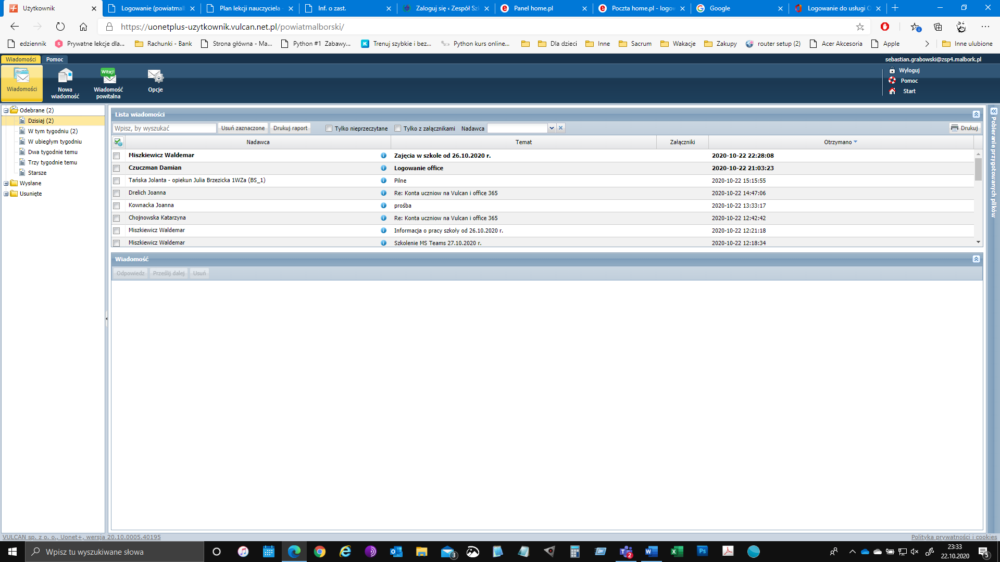 Użytkownik
Logowanie (powiatmal
Plan lekcji nauczyciela
Inf. o zast.
Zaloguj się ‹ Zespół Sz
Panel home.pl
Poczta home.pl - logow
Google
Logowanie do usługi O
https://uonetplus-uzytkownik.vulcan.net.pl/powiatmalborski/
edziennik
Prywatne lekcje dla...
Rachunki - Bank
Strona główna - Ma...
Python #1 Zabawy...
Trenuj szybkie i bez...
Python kurs online...
Dla dzieci
Inne
Sacrum
Wakacje
Zakupy
router setup (2)
Acer Akcesoria
Apple
Inne ulubione
Wiadomości
Pomoc
sebastian.grabowski@zsp4.malbork.pl
Wiadomości
Nowa
wiadomość
Witaj!
Wiadomość
powitalna
Opcje
Wyloguj
Pomoc
Start
Odebrane (2)
Dzisiaj (2)
W tym tygodniu (2)
W ubiegłym tygodniu
Dwa tygodnie temu
Trzy tygodnie temu
Starsze
Wysłane
Usunięte
Lista wiadomości
Wpisz, by wyszukać
Usuń zaznaczone
Drukuj raport
Tylko nieprzeczytane
Tylko z załącznikami
Nadawca
Drukuj
Nadawca Temat Załączniki Otrzymano
Miszkiewicz Waldemar Zajęcia w szkole od 26.10.2020 r. 2020-10-22 22:28:08
Czuczman Damian Logowanie office 2020-10-22 21:03:23
Tańska Jolanta - opiekun Julia Brzezicka 1WZa (BS_1) Pilne 2020-10-22 15:15:55
Drelich Joanna Re: Konta uczniow na Vulcan i office 365 2020-10-22 14:47:06
Kownacka Joanna prośba 2020-10-22 13:33:17
Chojnowska Katarzyna Re: Konta uczniow na Vulcan i office 365 2020-10-22 12:42:42
Miszkiewicz Waldemar Informacja o pracy szkoły od 26.10.2020 r. 2020-10-22 12:21:18
Miszkiewicz Waldemar Szkolenie MS Teams 27.10.2020 r. 2020-10-22 12:18:34
Pobieranie przygotowanych plików
Wiadomość
Odpowiedz
Prześlij dalej
Usuń
VULCAN sp. z o. o., Uonet+, wersja 20.10.0005.40195
Polityka prywatności i cookies
Wpisz tu wyszukiwane słowa
3
2
23:33
22.10.2020
5